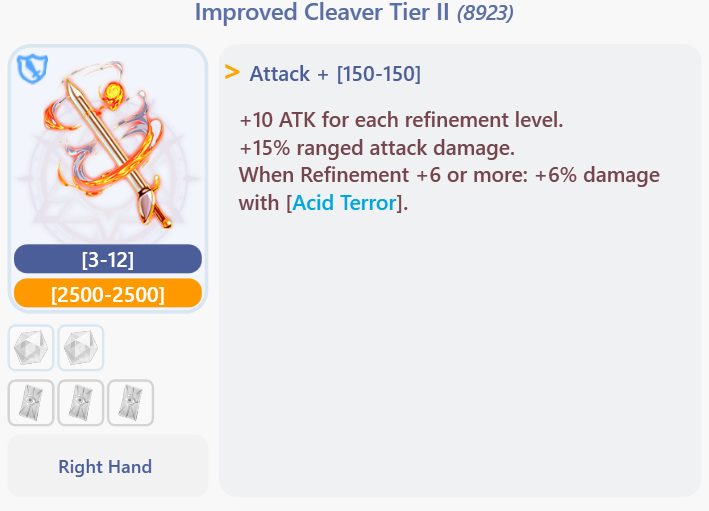 Improved Cleaver Tier II (8923)
> Attack + [150-150]
+10 ATK for each refinement level.
+15% ranged attack damage.
When Refinement +6 or more: +6% damage
with [Acid Terror].
[3-12]
[2500-2500]
Right Hand